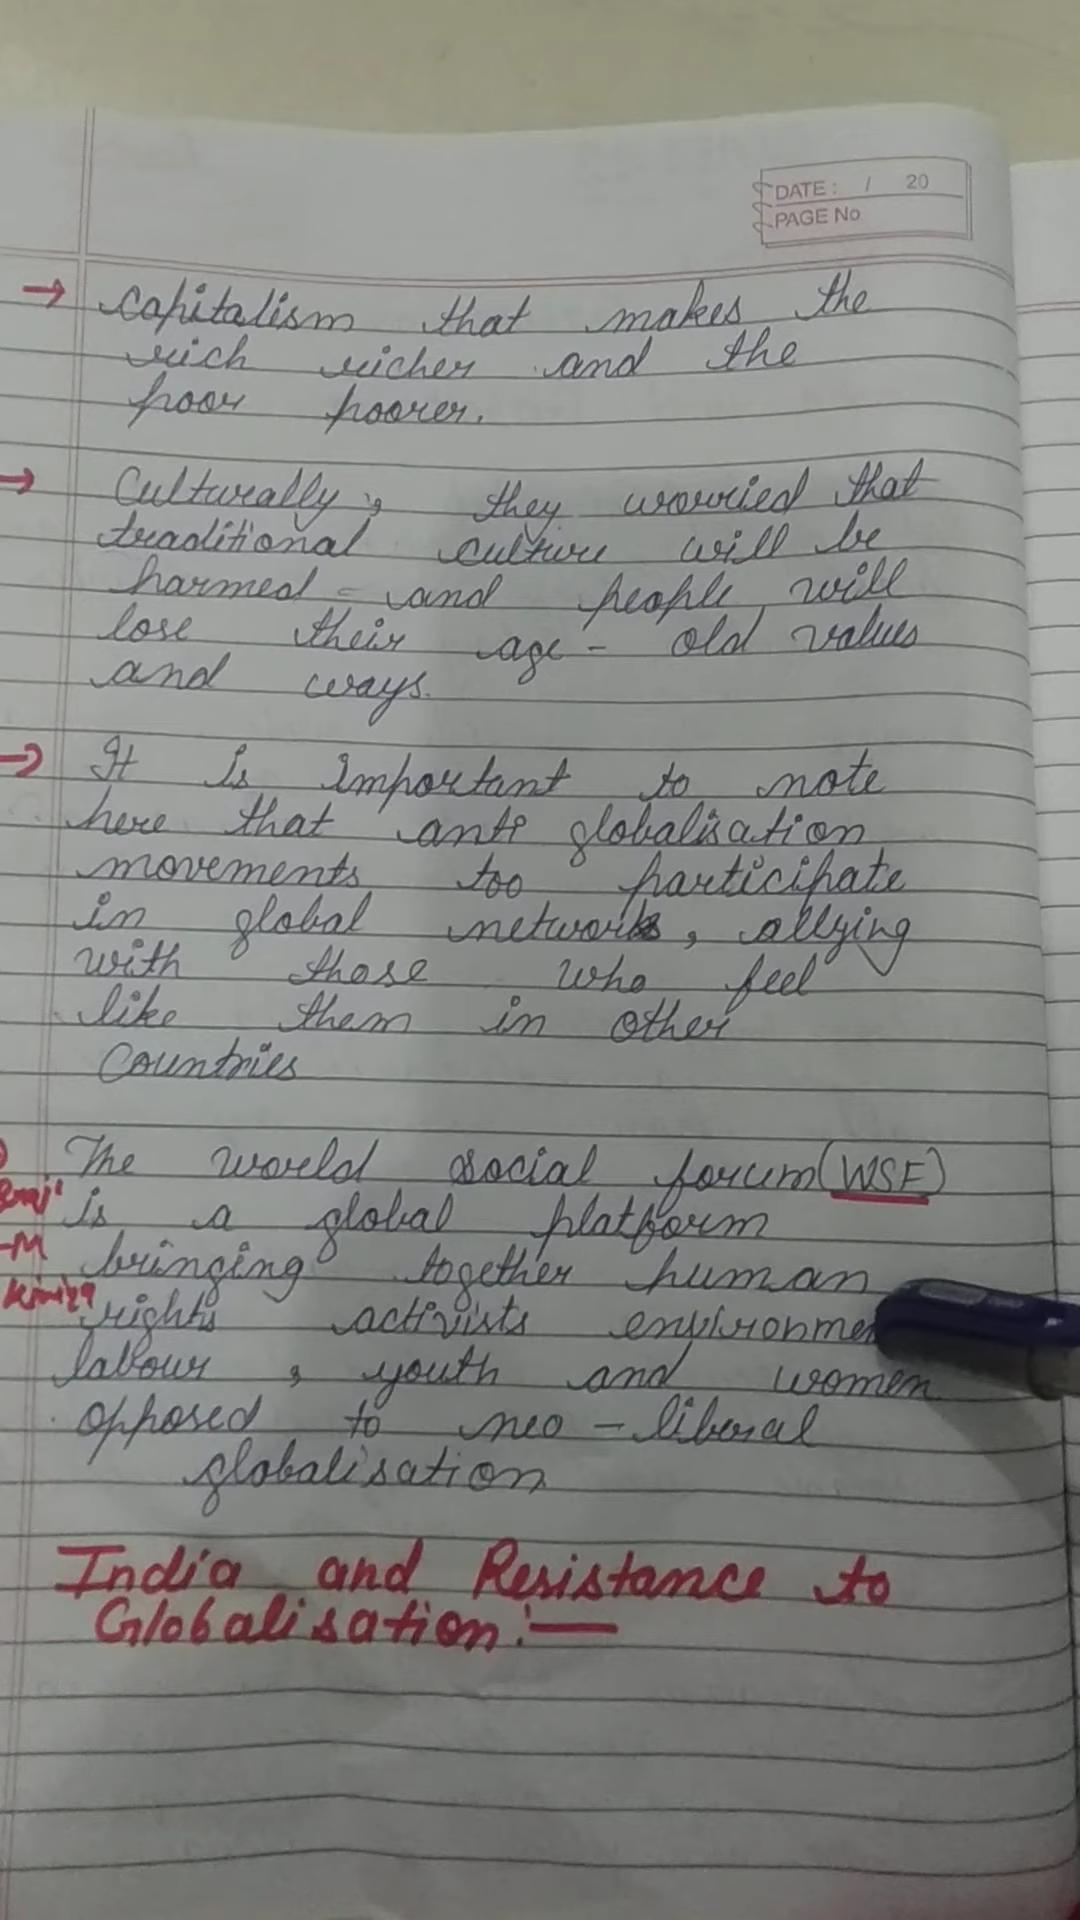 DATE: / 20
PAGE No
→ Capitalism that makes the
rich richer and the
poor poorer.
→ Culturally, they worried that
traditional culture will be
harmed - and people will
lose their age - old values
and ways.
→ It is important to note
here that anti globalisation
movements too participate
in global networks, allying
with those who feel
like them in other
Countries
The world social forum (WSF)
is a global platform
-M bringing together human
rights activists
labour, youth and women
opposed to neo - liberal
globalisation
India and Resistance to
Globalisation:—